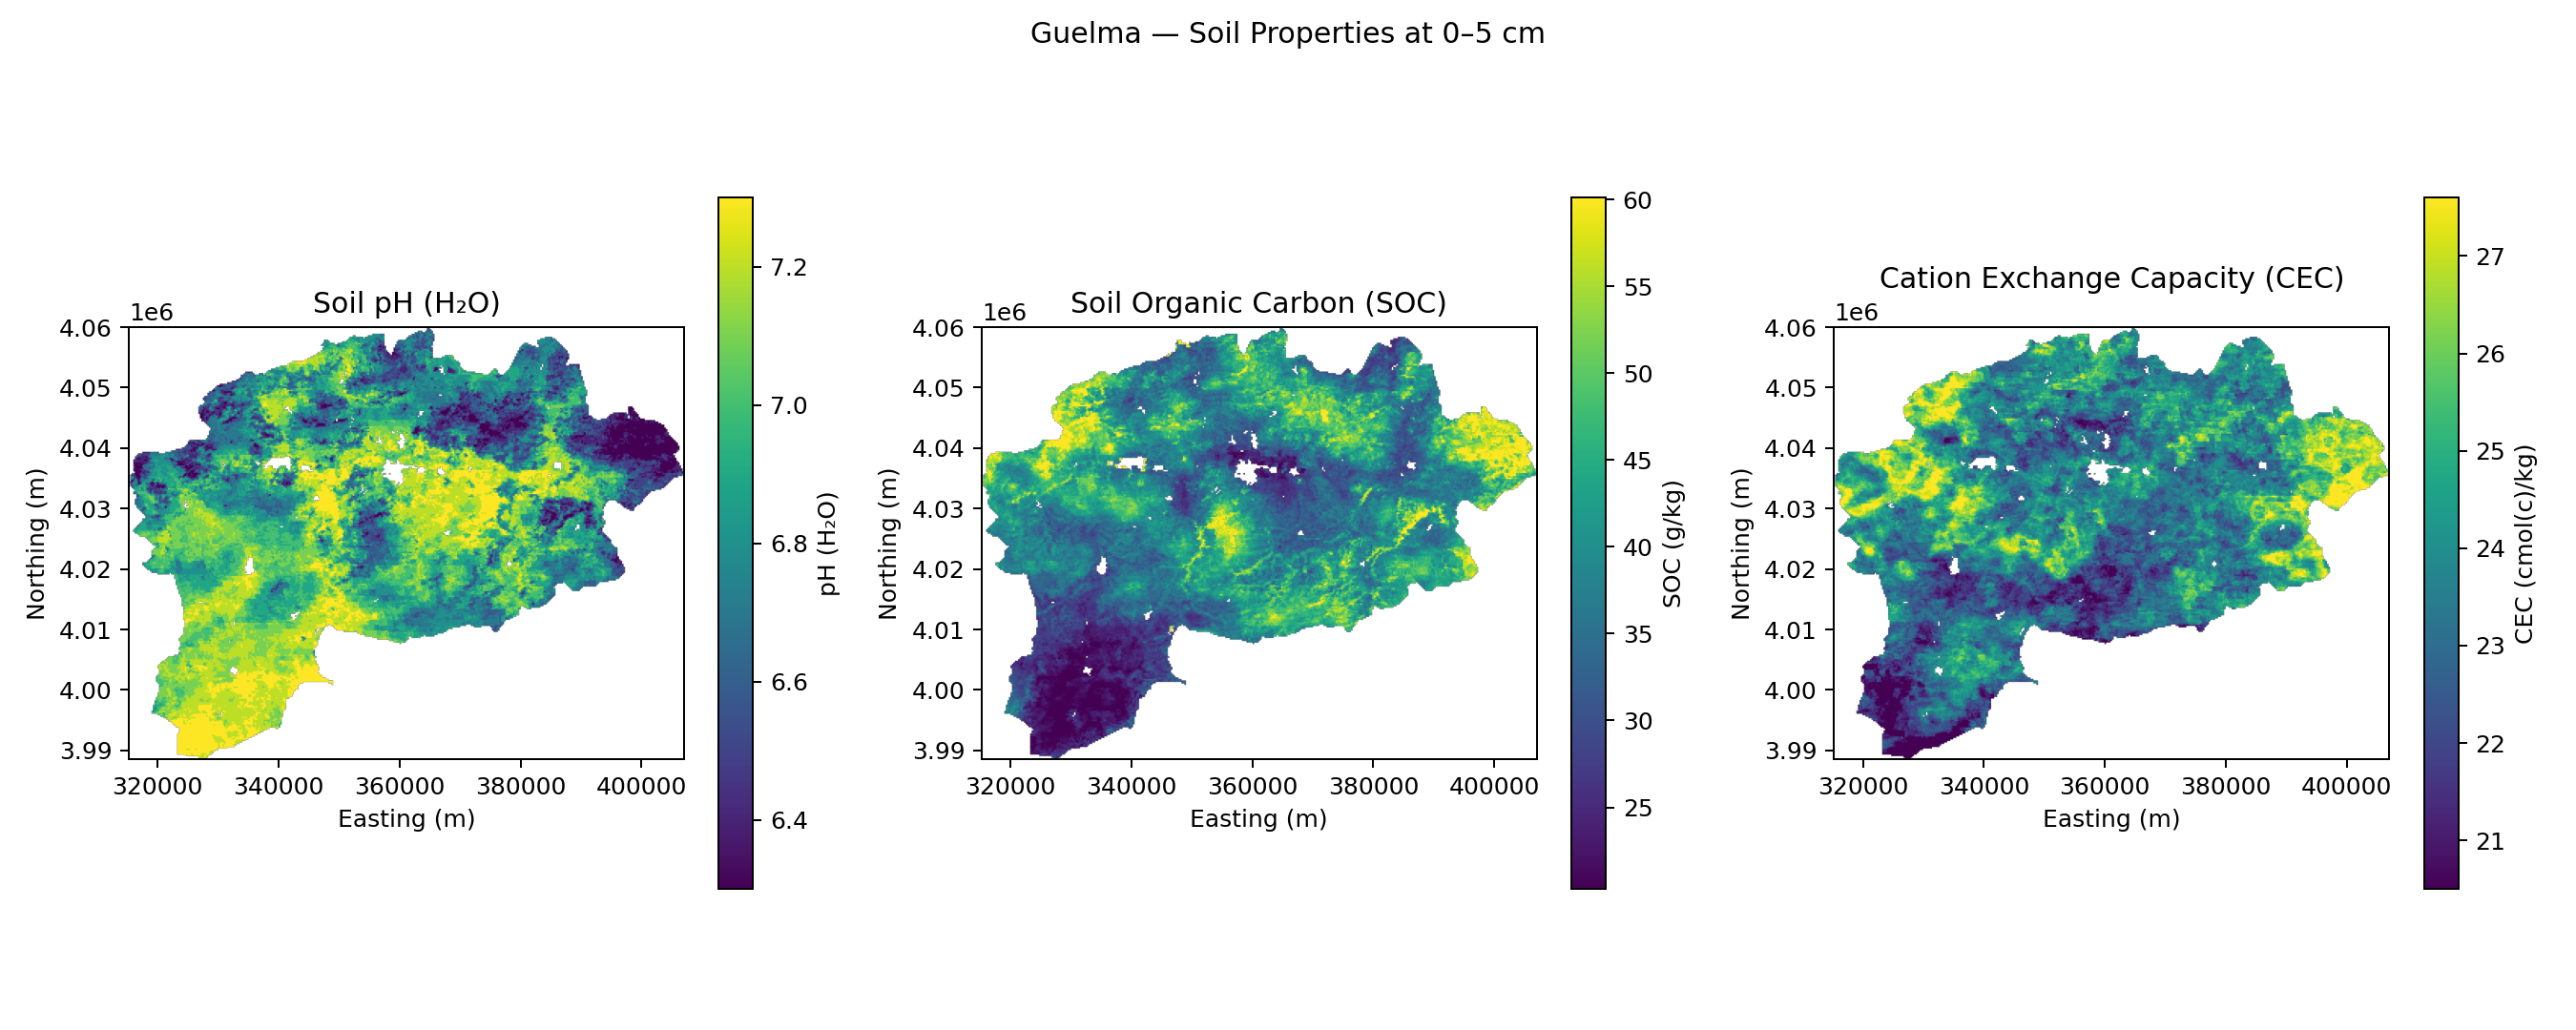 Guelma — Soil Properties at 0–5 cm
Soil pH (H₂O)
1e6
4.06
4.05
4.04
4.03
4.02
4.01
4.00
3.99
Northing (m)
320000 340000 360000 380000 400000
Easting (m)
7.2
7.0
6.8
6.6
6.4
pH (H₂O)
Soil Organic Carbon (SOC)
1e6
4.06
4.05
4.04
4.03
4.02
4.01
4.00
3.99
Northing (m)
320000 340000 360000 380000 400000
Easting (m)
60
55
50
45
40
35
30
25
SOC (g/kg)
Cation Exchange Capacity (CEC)
1e6
4.06
4.05
4.04
4.03
4.02
4.01
4.00
3.99
Northing (m)
320000 340000 360000 380000 400000
Easting (m)
27
26
25
24
23
22
21
CEC (cmol(c)/kg)